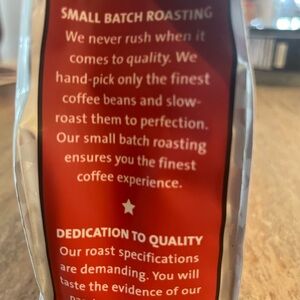 SMALL BATCH ROASTING
We never rush when it
comes to quality. We
hand-pick only the finest
coffee beans and slow-
roast them to perfection.
Our small batch roasting
ensures you the finest
coffee experience.
DEDICATION TO QUALITY
Our roast specifications
are demanding. You will
taste the evidence of our